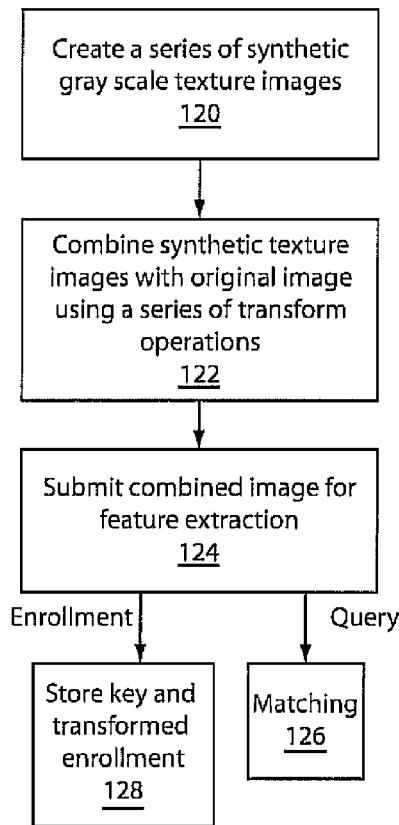 Create a series of synthetic
gray scale texture images
120
Combine synthetic texture
images with original image
using a series of transform
operations
122
Submit combined image for
feature extraction
124
Enrollment
Query
Store key and
transformed
enrollment
128
Matching
126